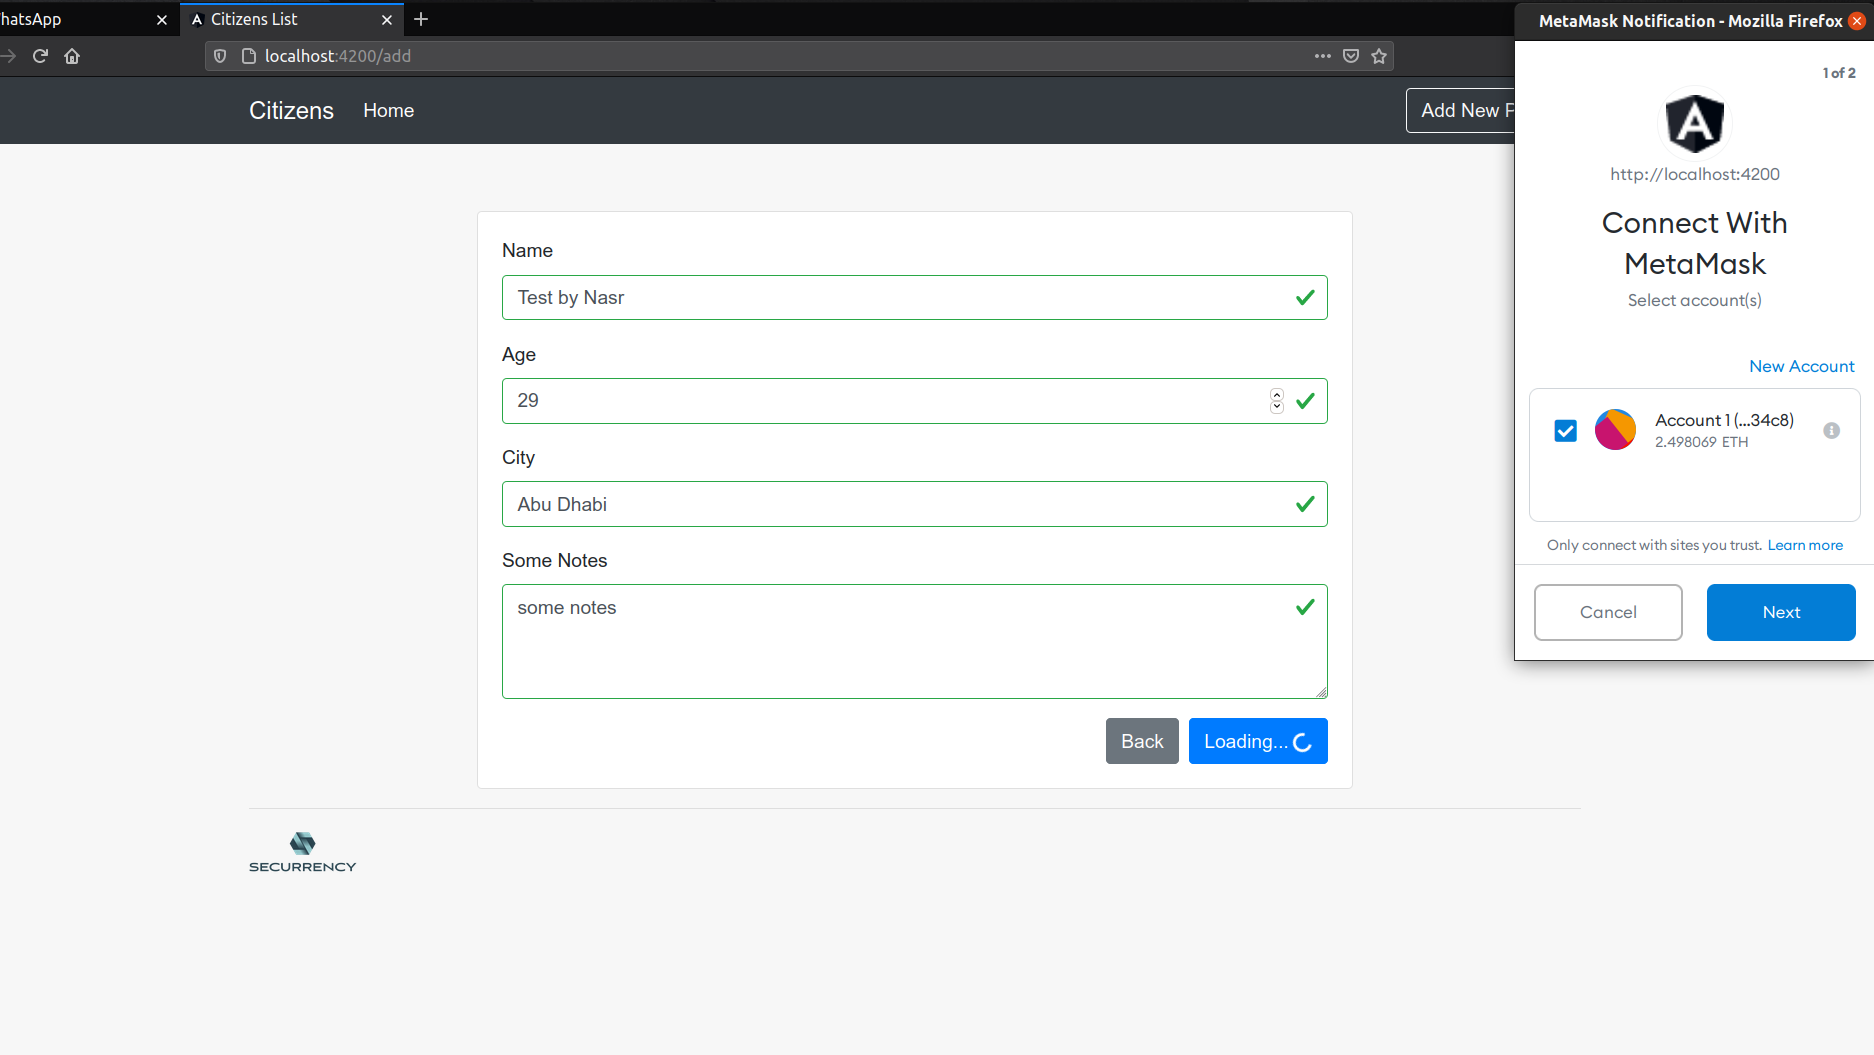 hatsApp
Citizens List
localhost:4200/add
Citizens
Home
Add New P
Name
Test by Nasr
Age
29
City
Abu Dhabi
Some Notes
some notes
Back
Loading...
SECURRENCY
MetaMask Notification - Mozilla Firefox
1 of 2
http://localhost:4200
Connect With
MetaMask
Select account(s)
New Account
Account 1 (...34c8)
2.498069 ETH
Only connect with sites you trust. Learn more
Cancel
Next